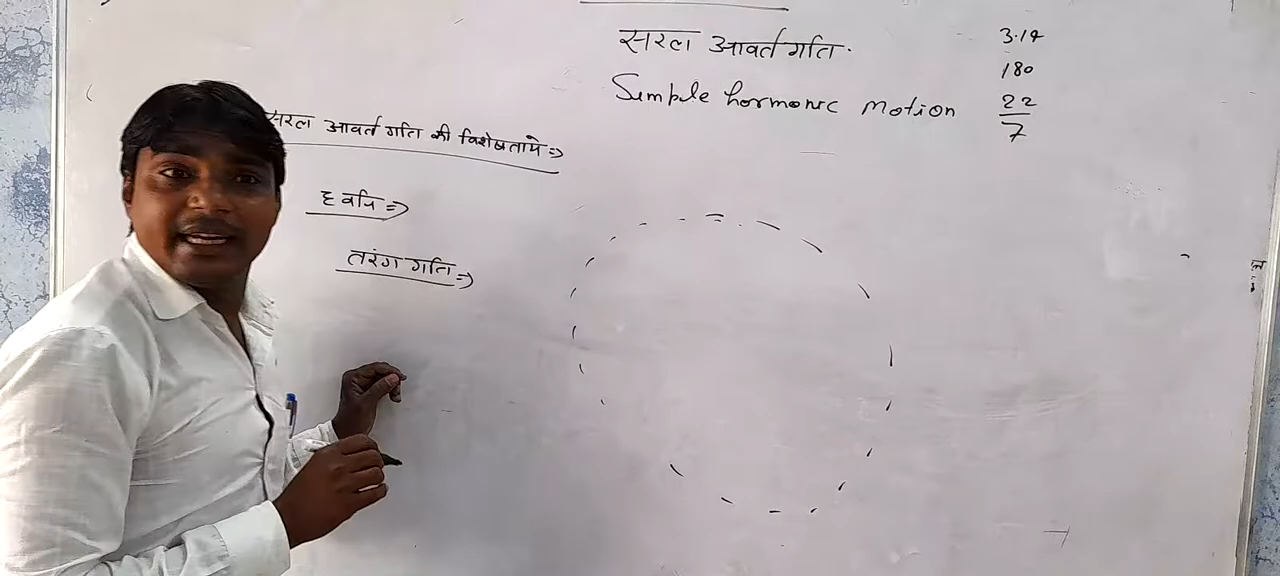 सरल आवर्त गति.
Simple hormonic Motion
3.14
180
22
7
सरल आवर्त गति की विशेषतायें =>
ध्वनि =>
तरंग गति =>